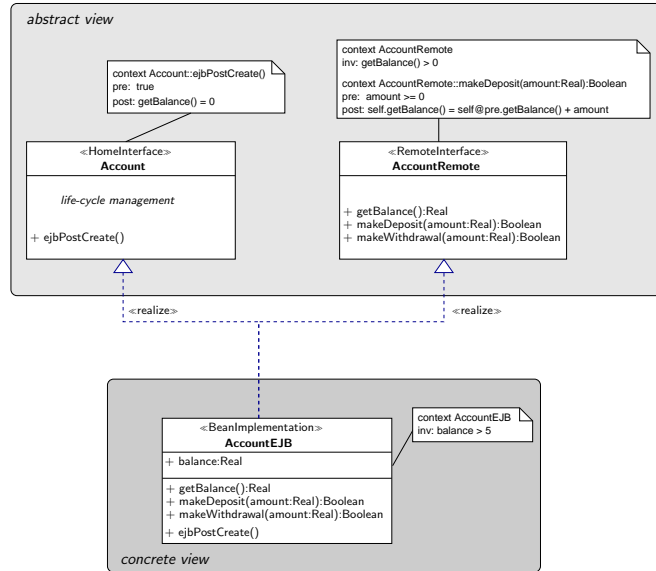 abstract view
context Account::ejbPostCreate()
pre: true
post: getBalance() = 0
context AccountRemote
inv: getBalance() > 0
context AccountRemote::makeDeposit(amount:Real):Boolean
pre: amount >= 0
post: self.getBalance() = self@pre.getBalance() + amount
«HomeInterface»
Account
life-cycle management
+ ejbPostCreate()
«RemoteInterface»
AccountRemote
+ getBalance():Real
+ makeDeposit(amount:Real):Boolean
+ makeWithdrawal(amount:Real):Boolean
«realize»
«realize»
«BeanImplementation»
AccountEJB
+ balance:Real
+ getBalance():Real
+ makeDeposit(amount:Real):Boolean
+ makeWithdrawal(amount:Real):Boolean
+ ejbPostCreate()
context AccountEJB
inv: balance > 5
concrete view